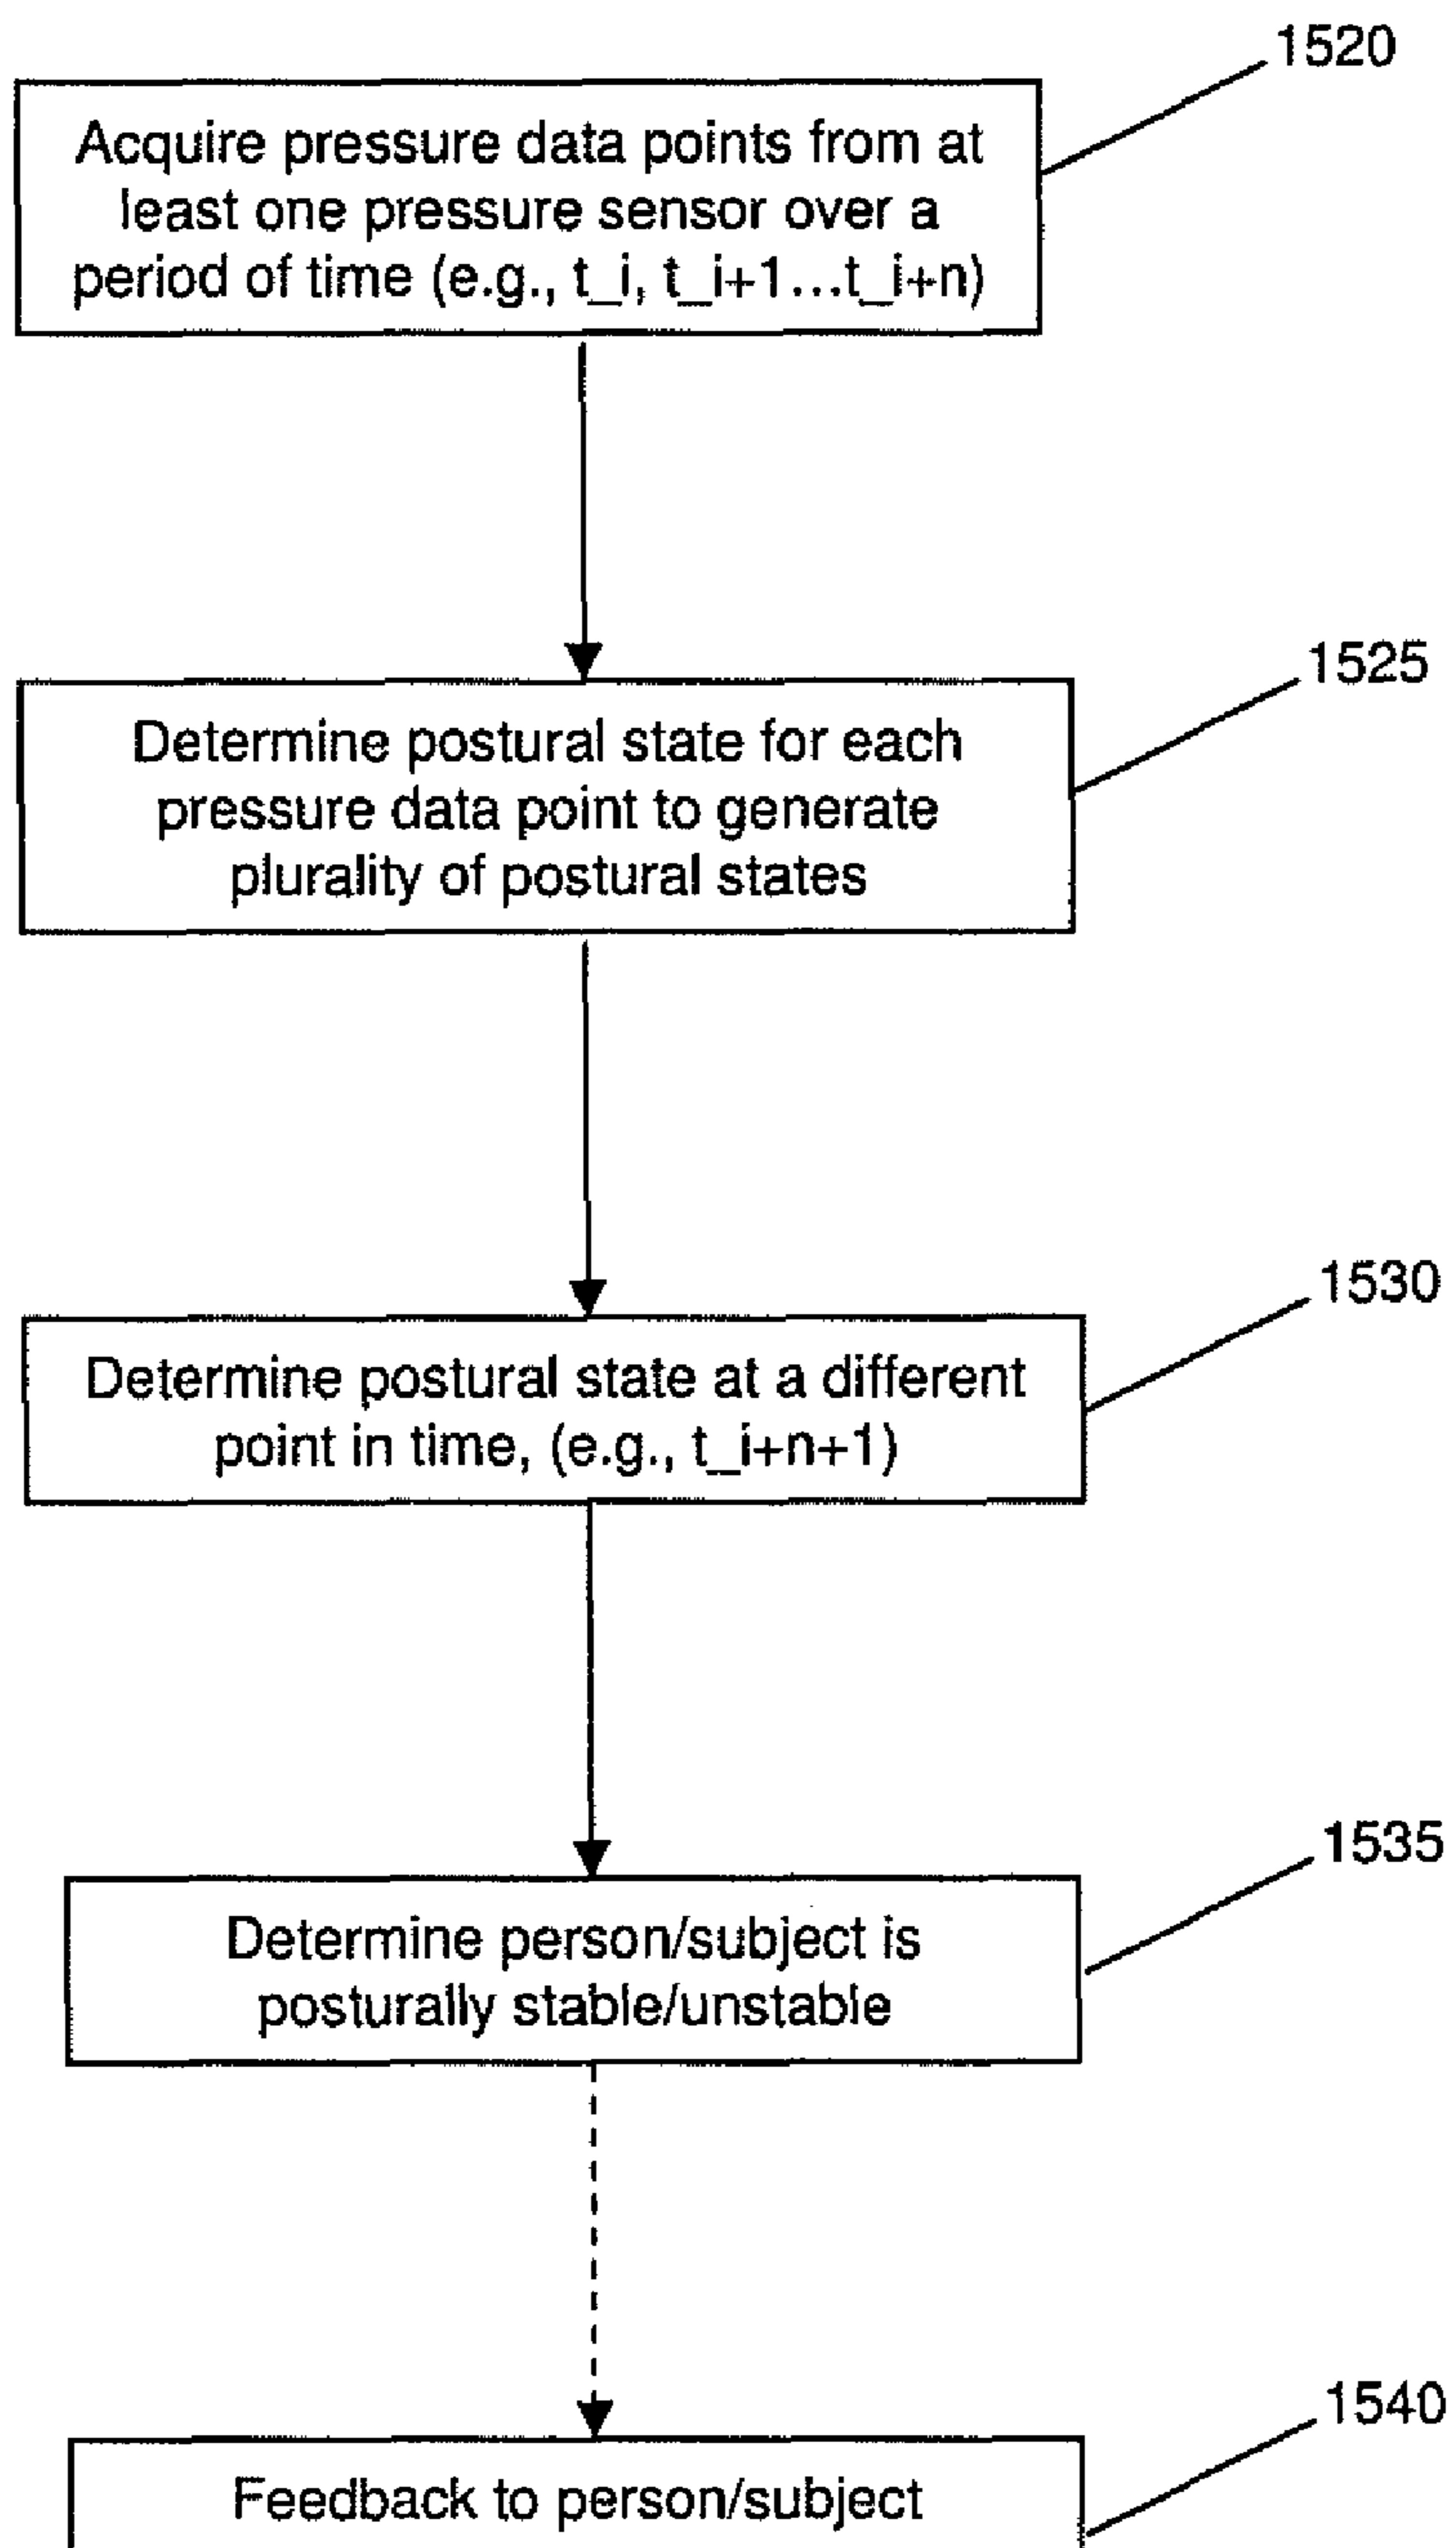 1520
Acquire pressure data points from at
least one pressure sensor over a
period of time (e.g., t_i, t_i+1...t_i+n)
1525
Determine postural state for each
pressure data point to generate
plurality of postural states
1530
Determine postural state at a different
point in time, (e.g., t_i+n+1)
1535
Determine person/subject is
posturally stable/unstable
1540
Feedback to person/subject